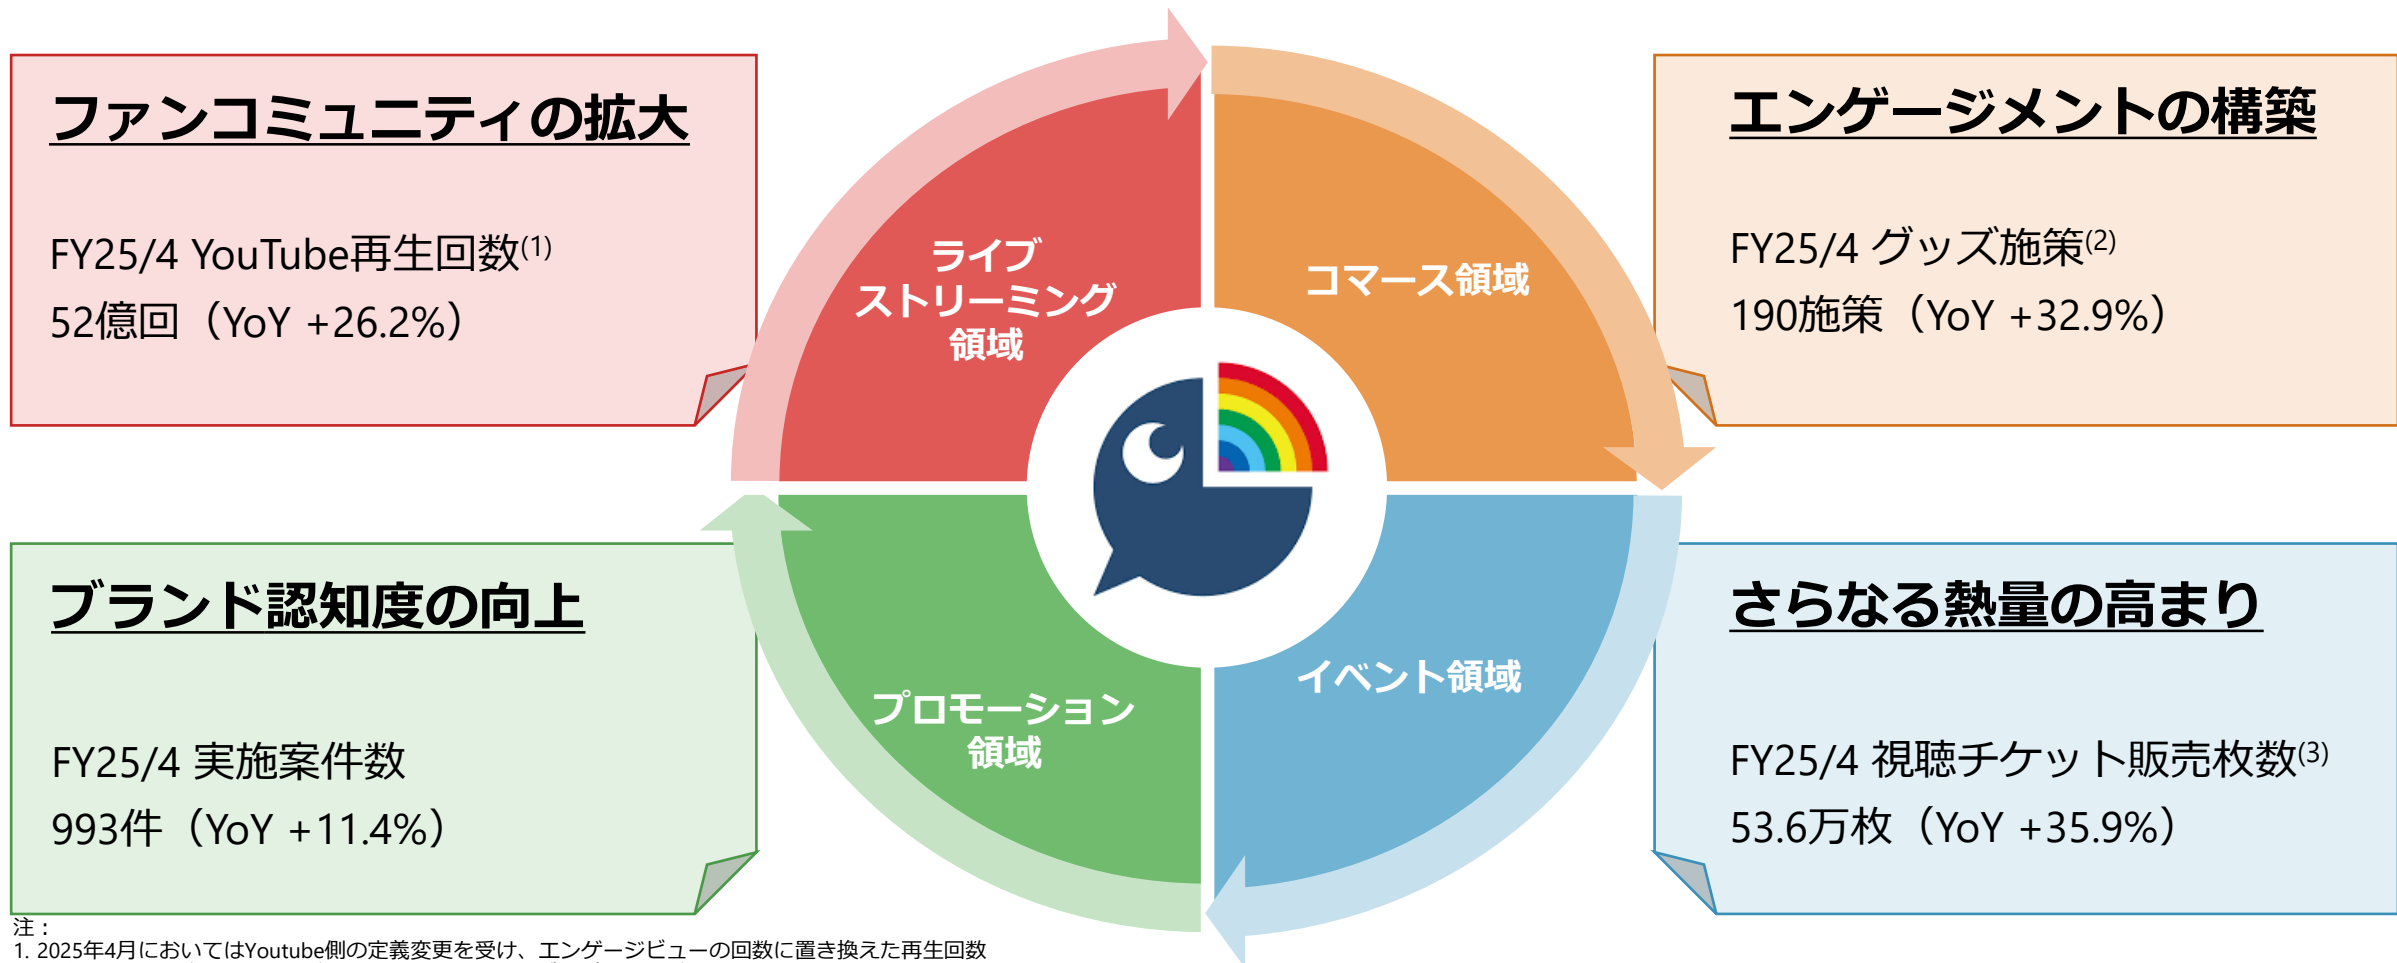 ファンコミュニティの拡大
FY25/4 YouTube再生回数(1)
52億回（YoY +26.2%）
エンゲージメントの構築
FY25/4 グッズ施策(2)
190施策（YoY +32.9%）
ライブ
ストリーミング
領域
コマース領域
プロモーション
領域
イベント領域
ブランド認知度の向上
FY25/4 実施案件数
993件（YoY +11.4%）
さらなる熱量の高まり
FY25/4 視聴チケット販売枚数(3)
53.6万枚（YoY +35.9%）
注：
1. 2025年4月においてはYoutube側の定義変更を受け、エンゲージビューの回数に置き換えた再生回数